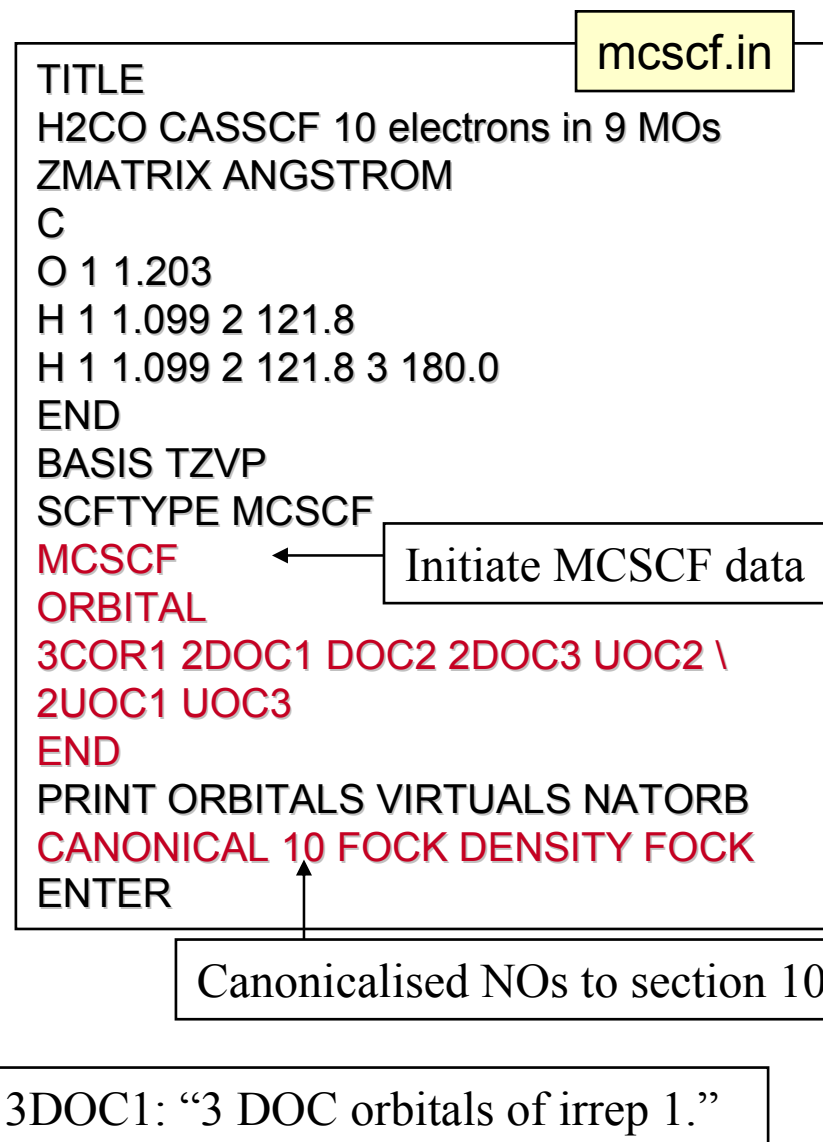 mcscf.in
TITLE
H2CO CASSCF 10 electrons in 9 MOs
ZMATRIX ANGSTROM
C
O 1 1.203
H 1 1.099 2 121.8
H 1 1.099 2 121.8 3 180.0
END
BASIS TZVP
SCFTYPE MCSCF
MCSCF
Initiate MCSCF data
ORBITAL
3COR1 2DOC1 DOC2 2DOC3 UOC2 \
2UOC1 UOC3
END
PRINT ORBITALS VIRTUALS NATORB
CANONICAL 10 FOCK DENSITY FOCK
ENTER
Canonicalised NOs to section 10
3DOC1: “3 DOC orbitals of irrep 1.”